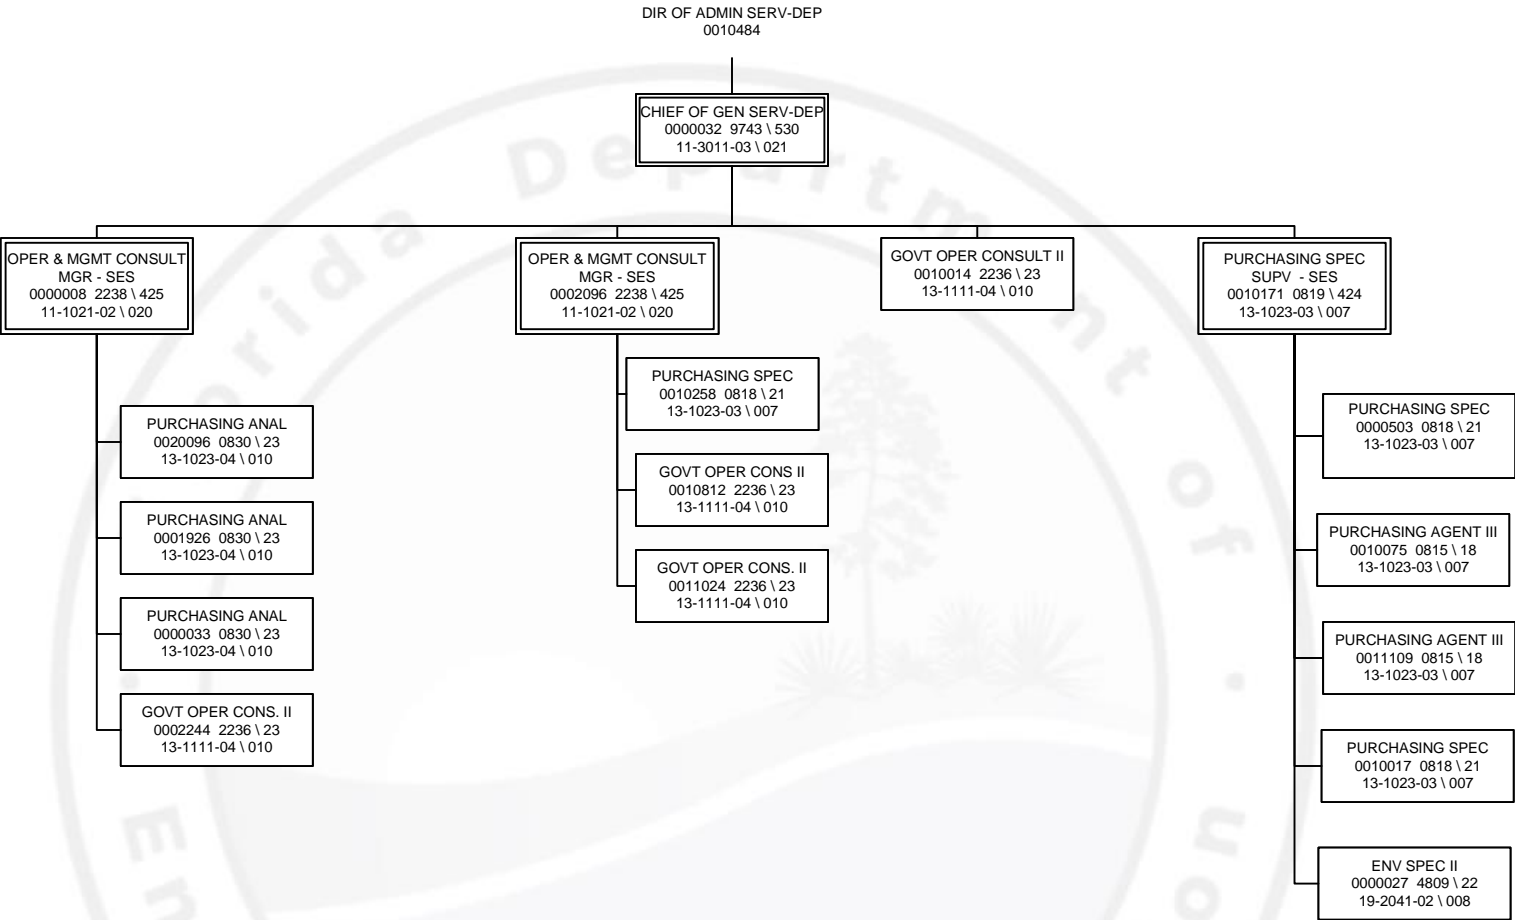 DIR OF ADMIN SERV-DEP
0010484
CHIEF OF GEN SERV-DEP
0000032 9743 \ 530
11-3011-03 \ 021
OPER & MGMT CONSULT
MGR - SES
0000008 2238 \ 425
11-1021-02 \ 020
OPER & MGMT CONSULT
MGR - SES
0002096 2238 \ 425
11-1021-02 \ 020
GOVT OPER CONSULT II
0010014 2236 \ 23
13-1111-04 \ 010
PURCHASING SPEC
SUPV - SES
0010171 0819 \ 424
13-1023-03 \ 007
PURCHASING ANAL
0020096 0830 \ 23
13-1023-04 \ 010
PURCHASING ANAL
0001926 0830 \ 23
13-1023-04 \ 010
PURCHASING ANAL
0000033 0830 \ 23
13-1023-04 \ 010
GOVT OPER CONS. II
0002244 2236 \ 23
13-1111-04 \ 010
PURCHASING SPEC
0010258 0818 \ 21
13-1023-03 \ 007
GOVT OPER CONS II
0010812 2236 \ 23
13-1111-04 \ 010
GOVT OPER CONS. II
0011024 2236 \ 23
13-1111-04 \ 010
PURCHASING SPEC
0000503 0818 \ 21
13-1023-03 \ 007
PURCHASING AGENT III
0010075 0815 \ 18
13-1023-03 \ 007
PURCHASING AGENT III
0011109 0815 \ 18
13-1023-03 \ 007
PURCHASING SPEC
0010017 0818 \ 21
13-1023-03 \ 007
ENV SPEC II
0000027 4809 \ 22
19-2041-02 \ 008
Department of